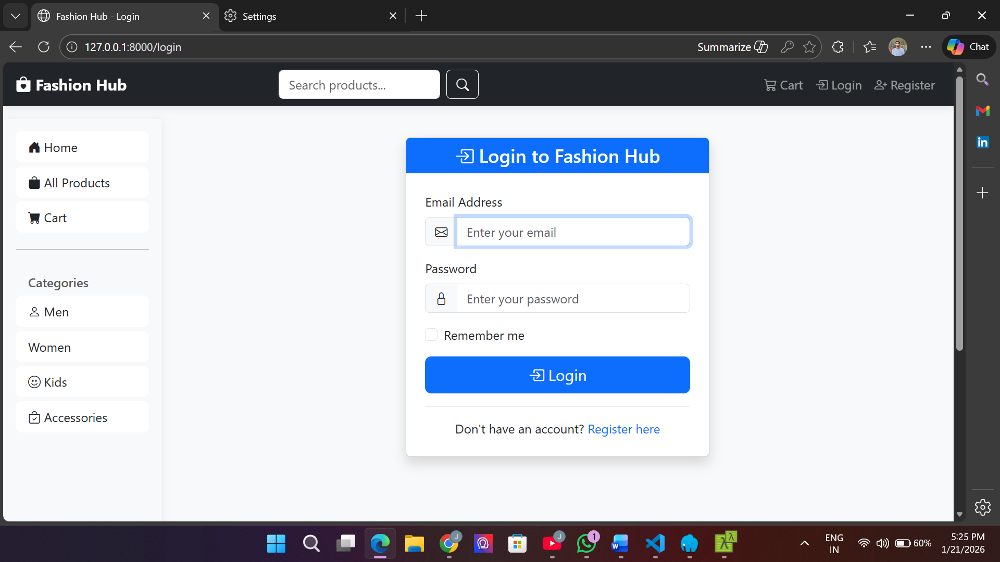 Fashion Hub - Login
Settings
127.0.0.1:8000/login
Summarize
Chat
Fashion Hub
Search products...
Cart
Login
Register
Home
All Products
Cart
Categories
Men
Women
Kids
Accessories
Login to Fashion Hub
Email Address
Enter your email
Password
Enter your password
Remember me
Login
Don't have an account? Register here
J
J
1
W
λ
λ
ENG
IN
60%
5:25 PM
1/21/2026